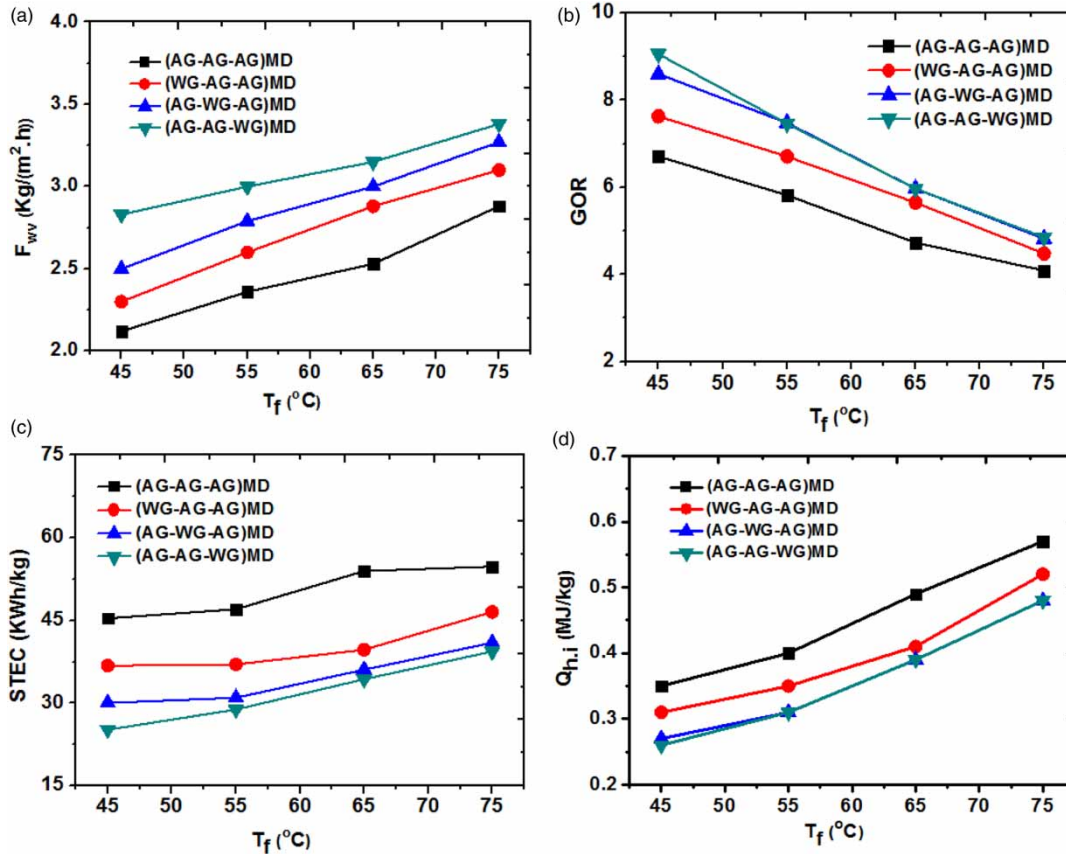 (a)
4.0
3.5
3.0
2.5
2.0
F_wv (Kg/(m².h))
(AG-AG-AG)MD
(WG-AG-AG)MD
(AG-WG-AG)MD
(AG-AG-WG)MD
45 50 55 60 65 70 75
T_f (°C)
(b)
10
8
6
4
2
GOR
(AG-AG-AG)MD
(WG-AG-AG)MD
(AG-WG-AG)MD
(AG-AG-WG)MD
45 50 55 60 65 70 75
T_f (°C)
(c)
75
60
45
30
15
STEC (KWh/kg)
(AG-AG-AG)MD
(WG-AG-AG)MD
(AG-WG-AG)MD
(AG-AG-WG)MD
45 50 55 60 65 70 75
T_f (°C)
(d)
0.7
0.6
0.5
0.4
0.3
0.2
Q_h.i (MJ/kg)
(AG-AG-AG)MD
(WG-AG-AG)MD
(AG-WG-AG)MD
(AG-AG-WG)MD
45 50 55 60 65 70 75
T_f (°C)